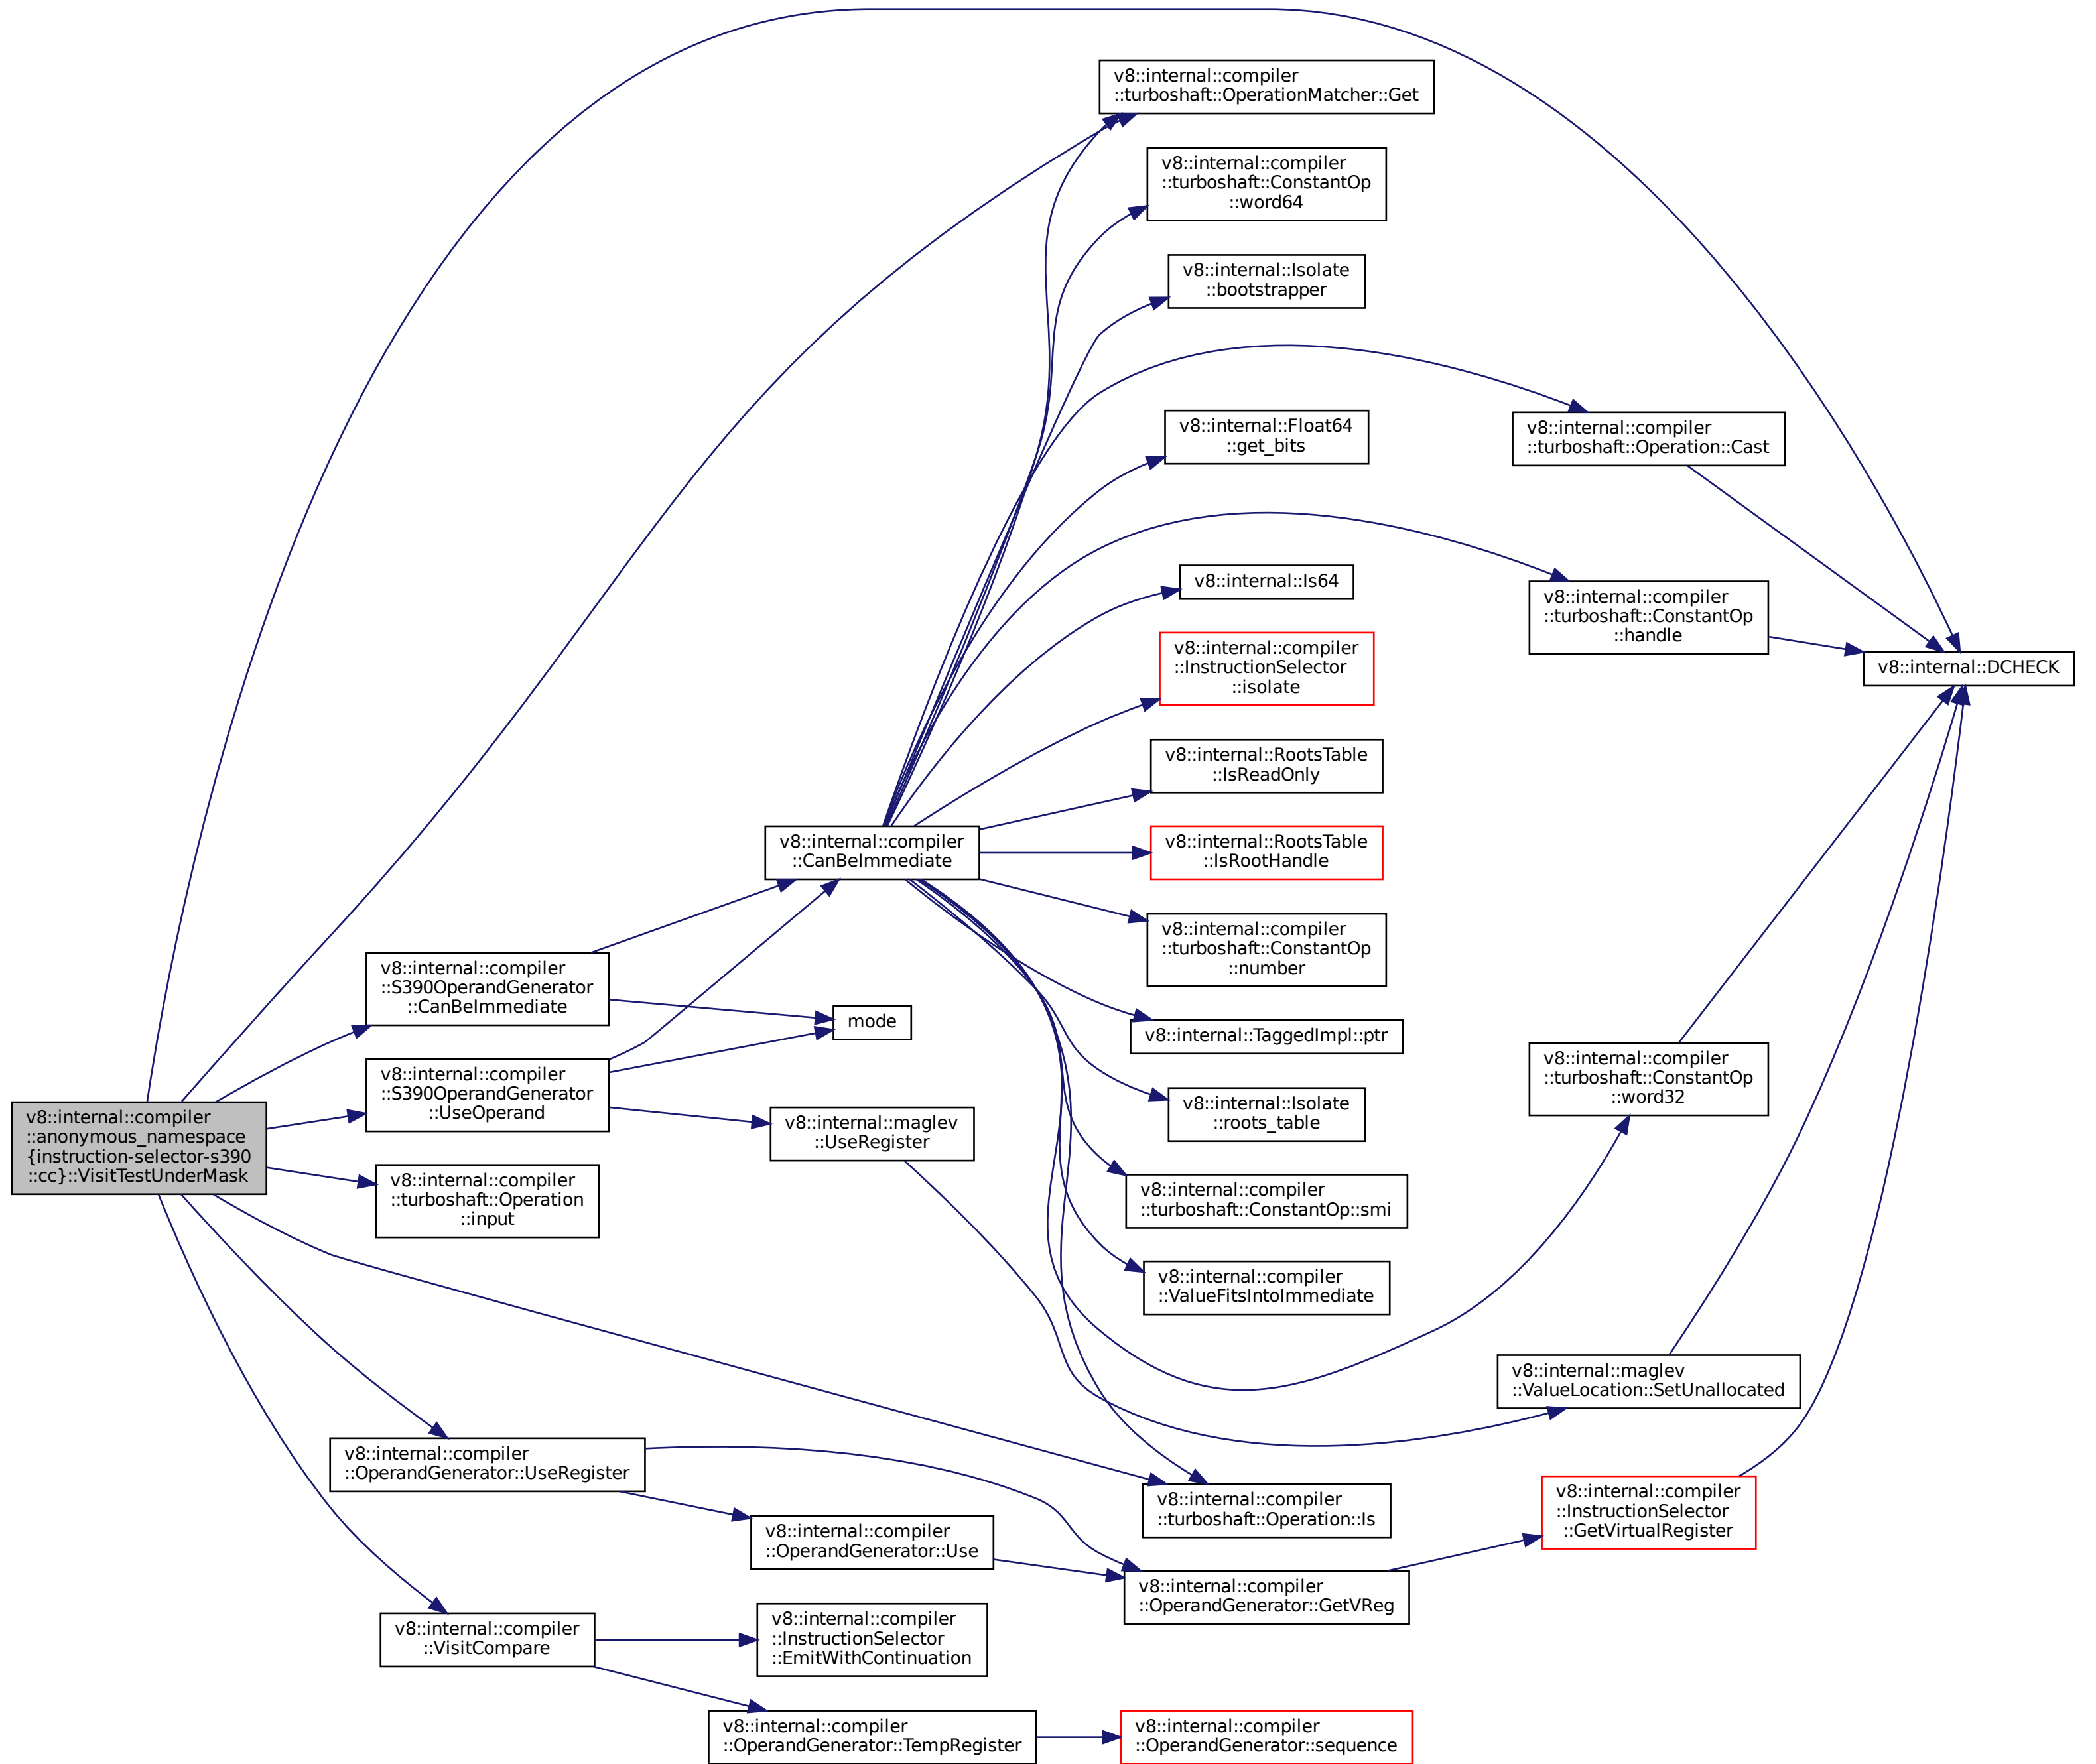 v8::internal::compiler
::anonymous_namespace
{instruction-selector-s390
::cc}::VisitTestUnderMask
v8::internal::compiler
::S390OperandGenerator
::CanBeImmediate
v8::internal::compiler
::S390OperandGenerator
::UseOperand
v8::internal::compiler
::turboshaft::Operation
::input
v8::internal::compiler
::OperandGenerator::UseRegister
v8::internal::compiler
::VisitCompare
v8::internal::compiler
::CanBeImmediate
mode
v8::internal::maglev
::UseRegister
v8::internal::compiler
::OperandGenerator::Use
v8::internal::compiler
::InstructionSelector
::EmitWithContinuation
v8::internal::compiler
::OperandGenerator::TempRegister
v8::internal::compiler
::turboshaft::OperationMatcher::Get
v8::internal::compiler
::turboshaft::ConstantOp
::word64
v8::internal::Isolate
::bootstrapper
v8::internal::Float64
::get_bits
v8::internal::Is64
v8::internal::compiler
::InstructionSelector
::isolate
v8::internal::RootsTable
::IsReadOnly
v8::internal::RootsTable
::IsRootHandle
v8::internal::compiler
::turboshaft::ConstantOp
::number
v8::internal::TaggedImpl::ptr
v8::internal::Isolate
::roots_table
v8::internal::compiler
::turboshaft::ConstantOp::smi
v8::internal::compiler
::ValueFitsIntoImmediate
v8::internal::compiler
::turboshaft::Operation::Is
v8::internal::compiler
::OperandGenerator::GetVReg
v8::internal::compiler
::OperandGenerator::sequence
v8::internal::compiler
::turboshaft::Operation::Cast
v8::internal::compiler
::turboshaft::ConstantOp
::handle
v8::internal::compiler
::turboshaft::ConstantOp
::word32
v8::internal::maglev
::ValueLocation::SetUnallocated
v8::internal::compiler
::InstructionSelector
::GetVirtualRegister
v8::internal::DCHECK